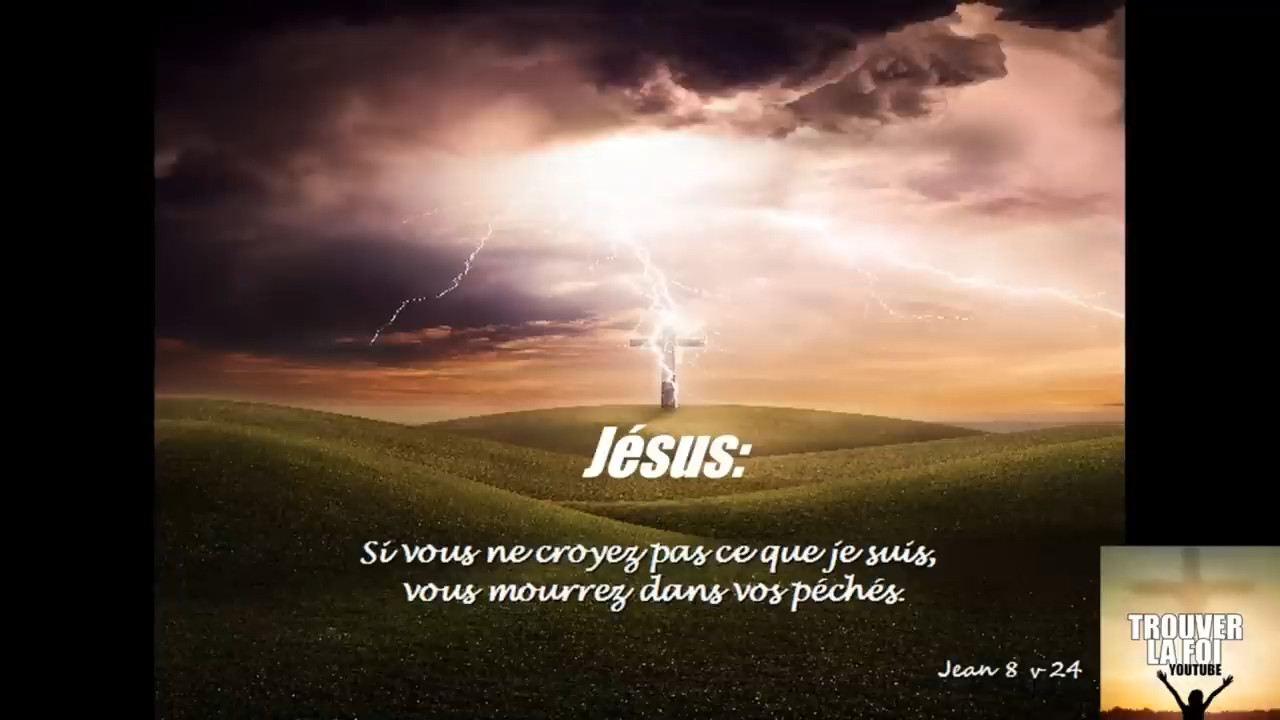 Jésus:
Si vous ne croyez pas ce que je suis,
vous mourrez dans vos péchés.
Jean 8 v 24
TROUVER
LA FOI
YOUTUBE